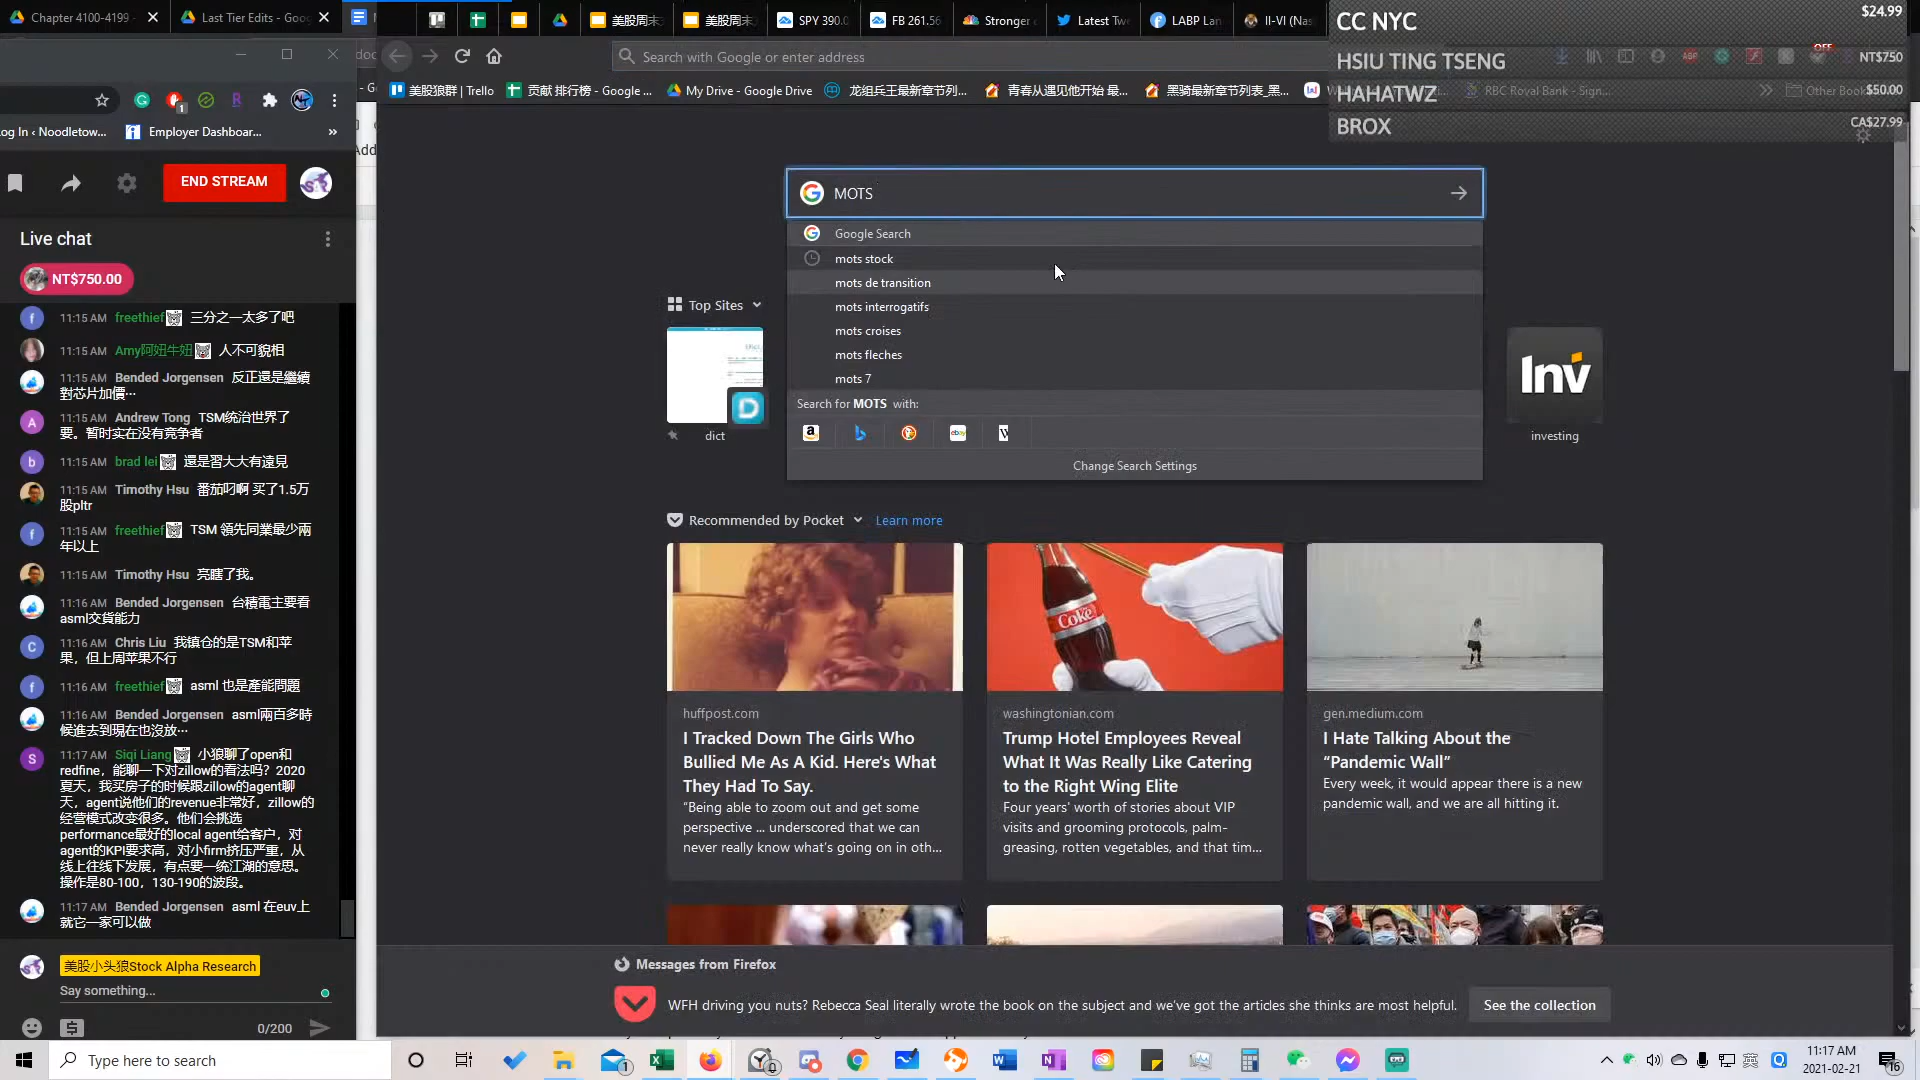 Chapter 4100-4199
Last Tier Edits - Goo
美股周末
美股周末
SPY 390.0
FB 261.56
Stronger
Latest Tw
LABP Lan
II-VI (Nas
CC NYC
$24.99
HSIU TING TSENG
NT$750
HAHATWZ
$50.00
BROX
CA$27.99
Search with Google or enter address
OFF
美股狼群 | Trello
贡献 排行榜 - Google ...
My Drive - Google Drive
龙组兵王最新章节列...
青春从遇见他开始 最...
黑骑最新章节列表_黑...
RBC Royal Bank - Sign...
Other Book
og In ‹ Noodletow...
Employer Dashboar...
»
Add
END STREAM
MOTS
Google Search
mots stock
mots de transition
mots interrogatifs
mots croises
mots fleches
mots 7
Search for MOTS with:
ebay
Change Search Settings
Top Sites
dict
Inv
investing
Live chat
NT$750.00
11:15 AM freethief 三分之一太多了吧
11:15 AM Amy阿妞牛妞 人不可貌相
11:15 AM Bended Jorgensen 反正還是繼續
對芯片加價…
11:15 AM Andrew Tong TSM统治世界了
要。暂时实在没有竞争者
11:15 AM brad lei 還是習大大有遠見
11:15 AM Timothy Hsu 番茄叼啊 买了1.5万
股pltr
11:15 AM freethief TSM 領先同業最少兩
年以上
11:15 AM Timothy Hsu 亮瞎了我。
11:16 AM Bended Jorgensen 台積電主要看
asml交貨能力
11:16 AM Chris Liu 我镇仓的是TSM和苹
果，但上周苹果不行
11:16 AM freethief asml 也是產能問題
11:16 AM Bended Jorgensen asml兩百多時
候進去到現在也沒放…
11:17 AM Siqi Liang 小狼聊了open和
redfine，能聊一下对zillow的看法吗？2020
夏天，我买房子的时候跟zillow的agent聊
天，agent说他们的revenue非常好，zillow的
经营模式改变很多。他们会挑选
performance最好的local agent给客户，对
agent的KPI要求高，对小firm挤压严重，从
线上往线下发展，有点要一统江湖的意思。
操作是80-100，130-190的波段。
11:17 AM Bended Jorgensen asml 在euv上
就它一家可以做
美股小头狼Stock Alpha Research
Say something...
0/200
Recommended by Pocket
Learn more
Coke
huffpost.com
I Tracked Down The Girls Who
Bullied Me As A Kid. Here's What
They Had To Say.
“Being able to zoom out and get some
perspective ... underscored that we can
never really know what’s going on in oth...
washingtonian.com
Trump Hotel Employees Reveal
What It Was Really Like Catering
to the Right Wing Elite
Four years’ worth of stories about VIP
visits and grooming protocols, palm-
greasing, rotten vegetables, and that tim...
gen.medium.com
I Hate Talking About the
“Pandemic Wall”
Every week, it would appear there is a new
pandemic wall, and we are all hitting it.
Messages from Firefox
WFH driving you nuts? Rebecca Seal literally wrote the book on the subject and we’ve got the articles she thinks are most helpful.
See the collection
Type here to search
英
11:17 AM
2021-02-21
16